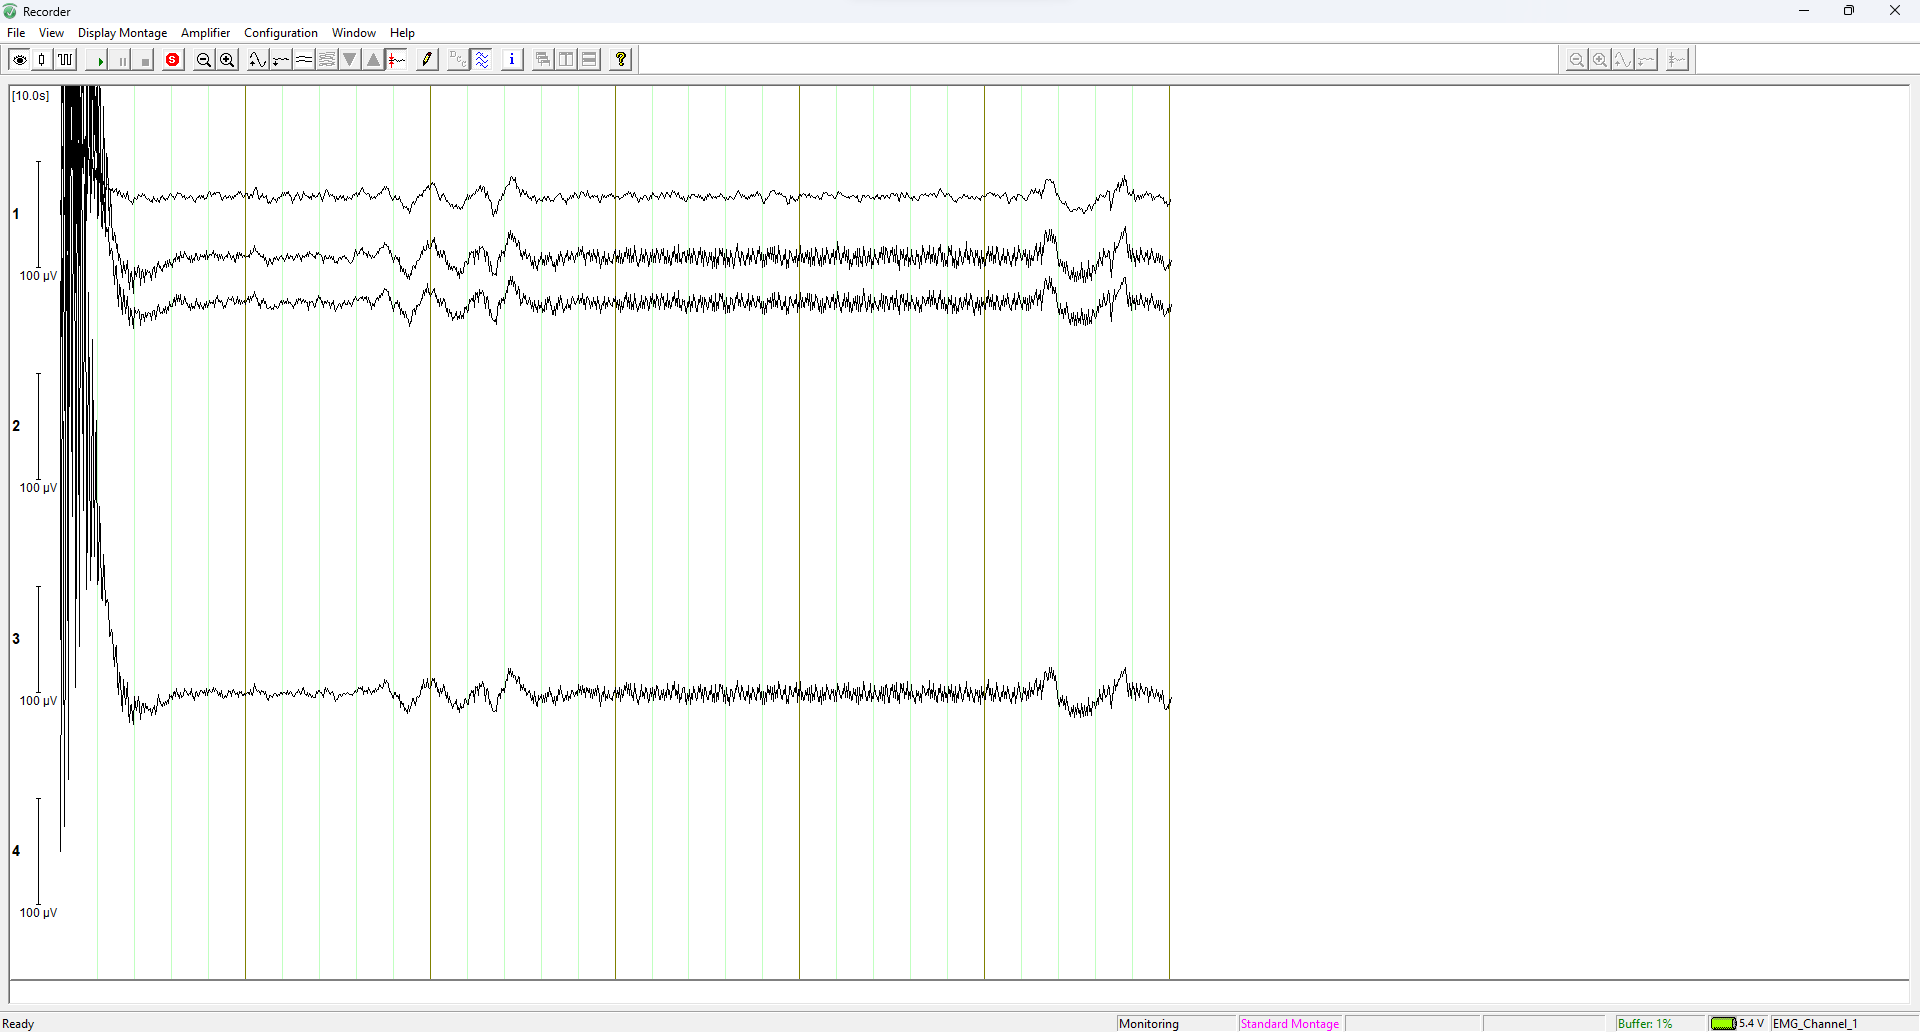 Recorder
File View Display Montage Amplifier Configuration Window Help
[10.0s]
1
100 µV
2
100 µV
3
100 µV
4
100 µV
Ready
Monitoring
Standard Montage
Buffer: 1%
5.4 V
EMG_Channel_1